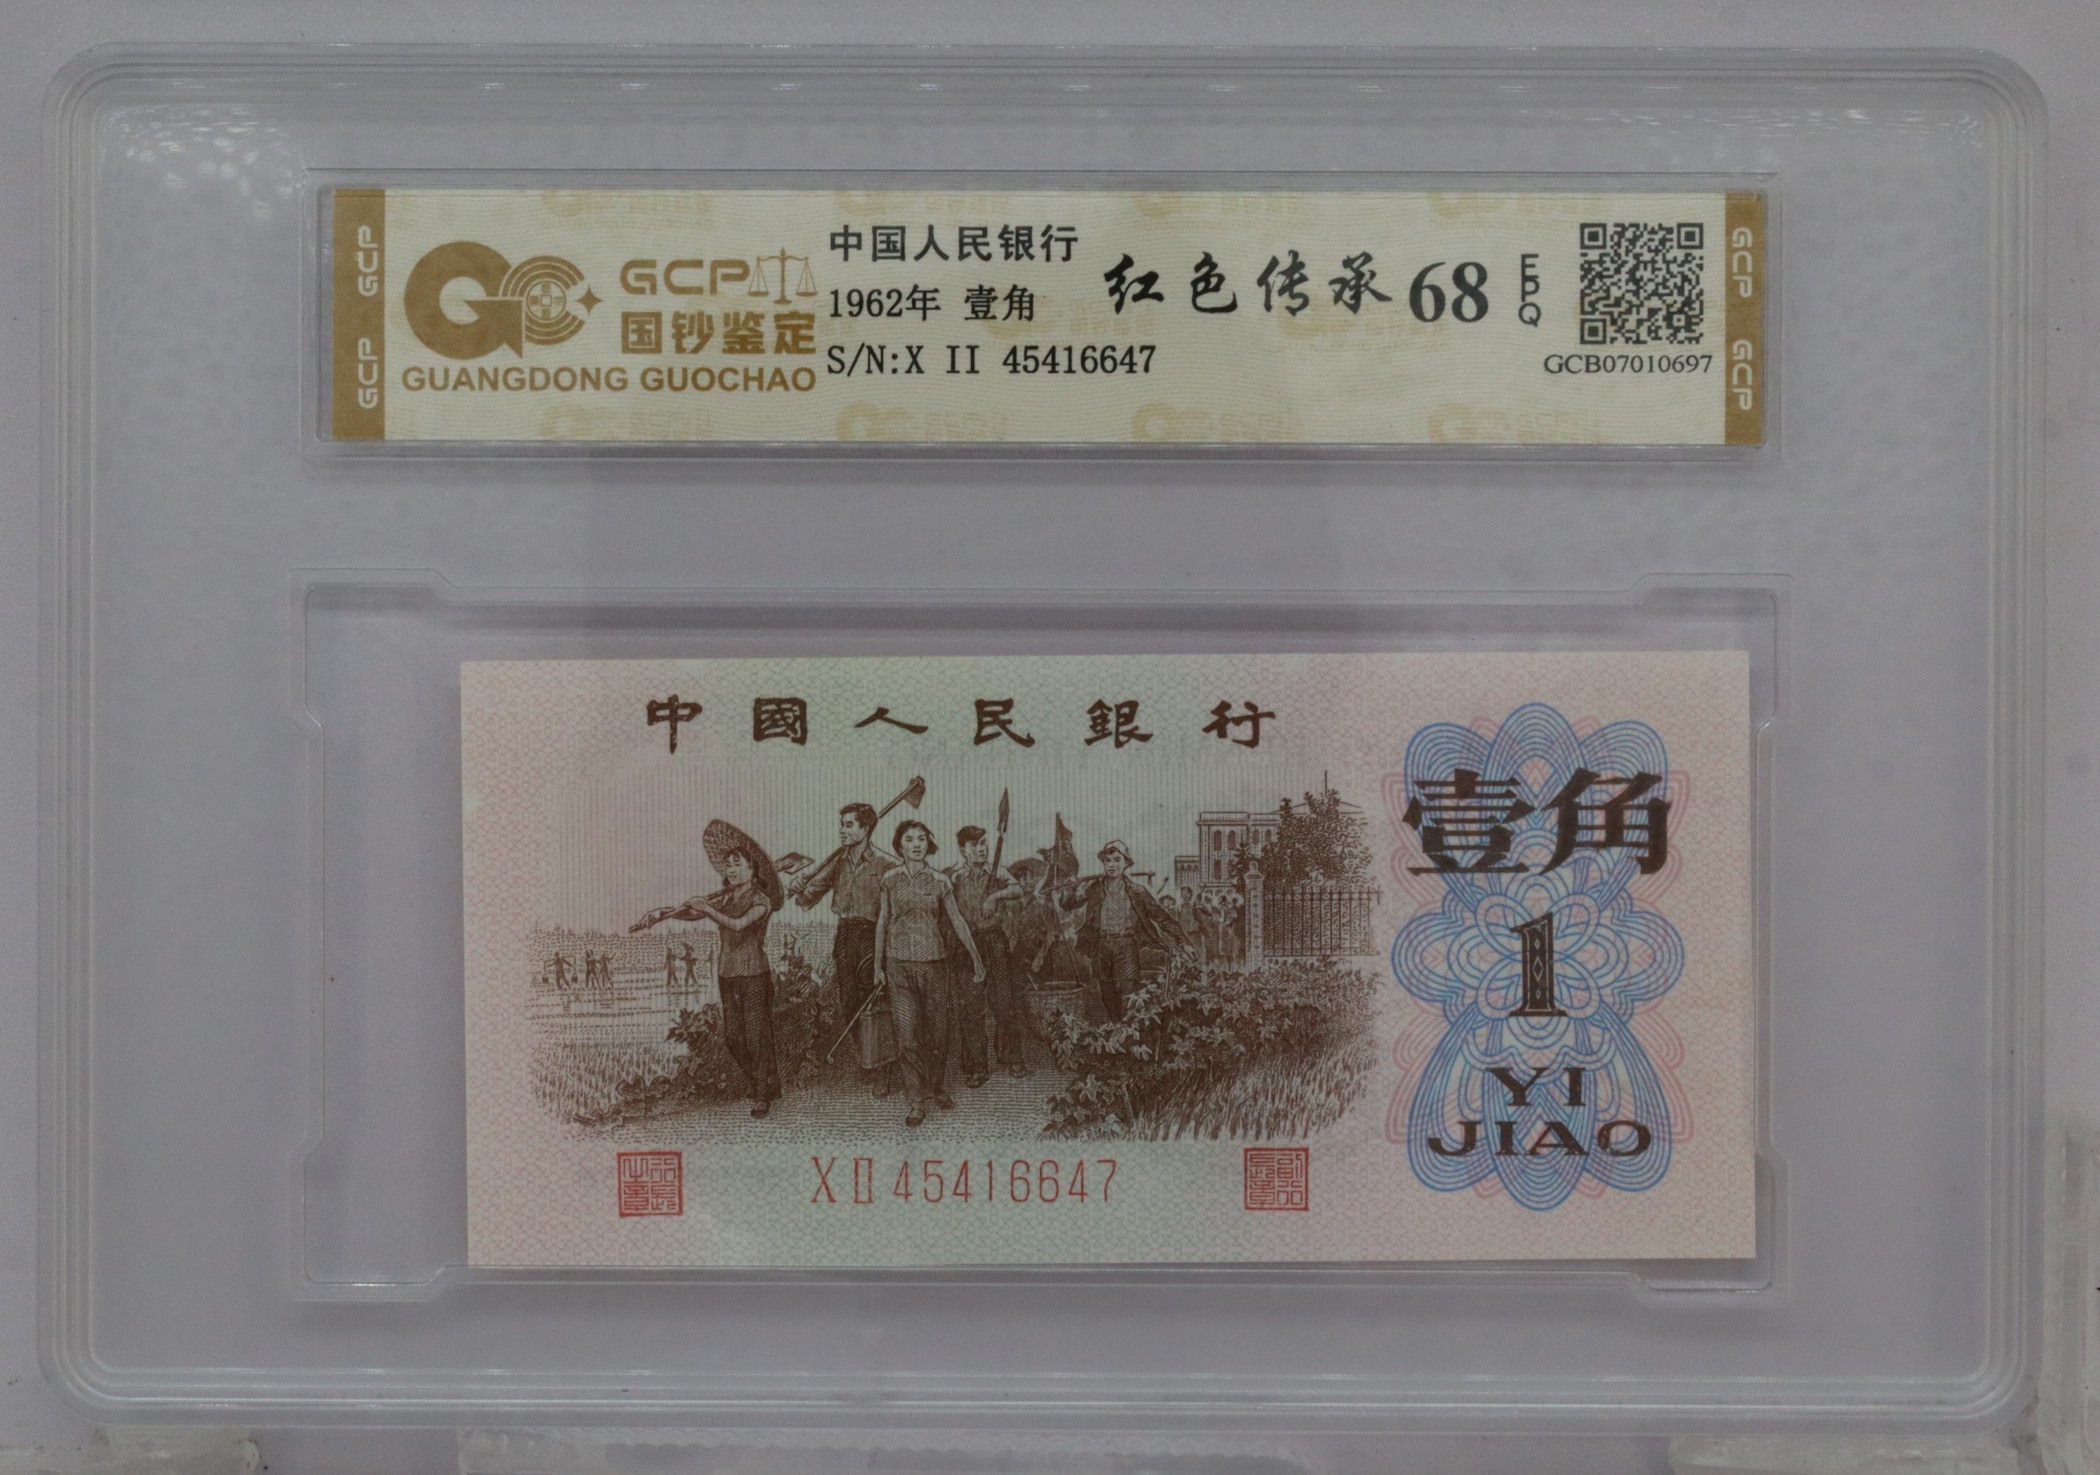 GCP GCP
GCP
国钞鉴定
GUANGDONG GUOCHAO
中国人民银行
1962年 壹角
S/N:X II 45416647
红色传承 68 EPQ
GCB07010697
GCP GCP
中國人民銀行
壹角
1
YI
JIAO
X II 45416647